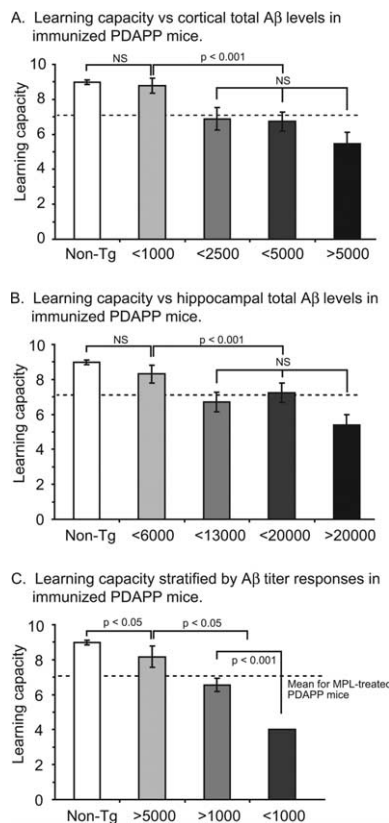 A. Learning capacity vs cortical total Aβ levels in
immunized PDAPP mice.
NS
p < 0.001
NS
Learning capacity
10
8
6
4
2
0
Non-Tg <1000 <2500 <5000 >5000
B. Learning capacity vs hippocampal total Aβ levels in
immunized PDAPP mice.
NS
p < 0.001
NS
Learning capacity
10
8
6
4
2
0
Non-Tg <6000 <13000 <20000 >20000
C. Learning capacity stratified by Aβ titer responses in
immunized PDAPP mice.
p < 0.05 p < 0.05
p < 0.001
Mean for MPL-treated
PDAPP mice
Learning capacity
10
8
6
4
2
0
Non-Tg >5000 >1000 <1000